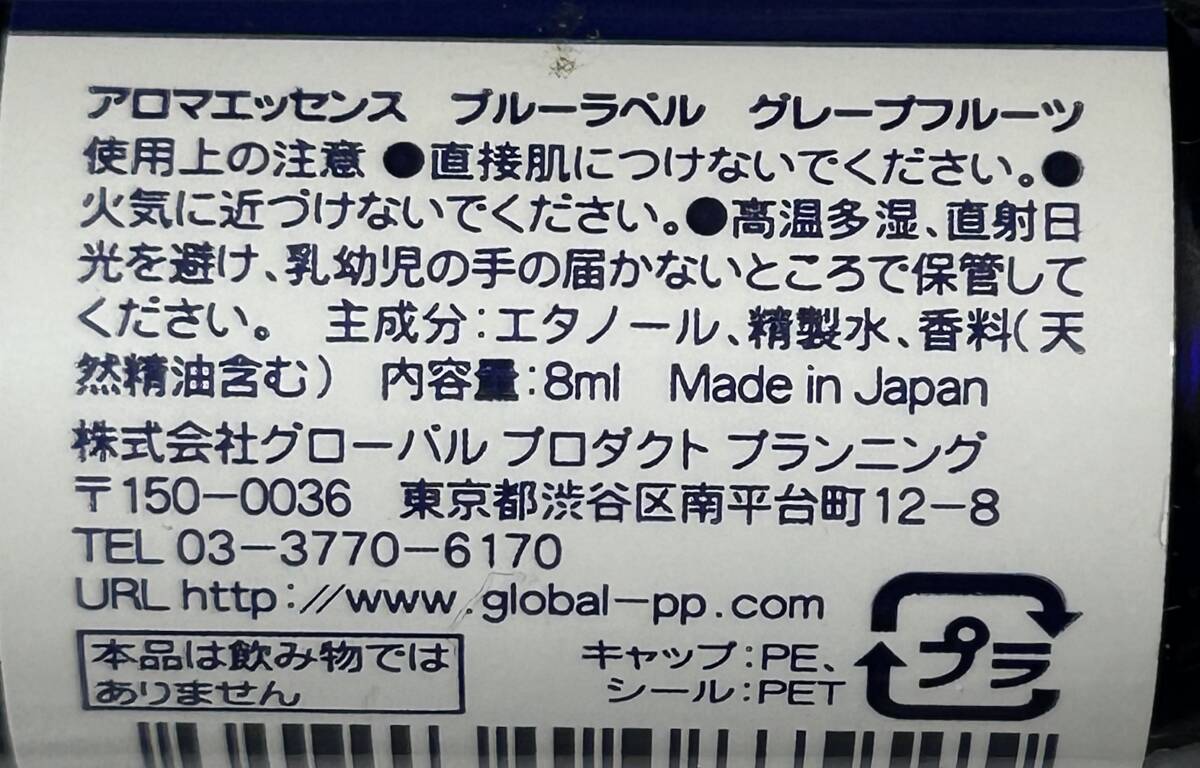 アロマエッセンス　ブルーラベル　グレープフルーツ
使用上の注意 ●直接肌につけないでください。●
火気に近づけないでください。●高温多湿、直射日
光を避け、乳幼児の手の届かないところで保管して
ください。　主成分：エタノール、精製水、香料（天
然精油含む）　内容量：8ml　Made in Japan
株式会社グローバル プロダクト プランニング
〒150-0036　東京都渋谷区南平台町12-8
TEL 03-3770-6170
URL http://www.global-pp.com
本品は飲み物では
ありません
キャップ：PE、
シール：PET
プラ